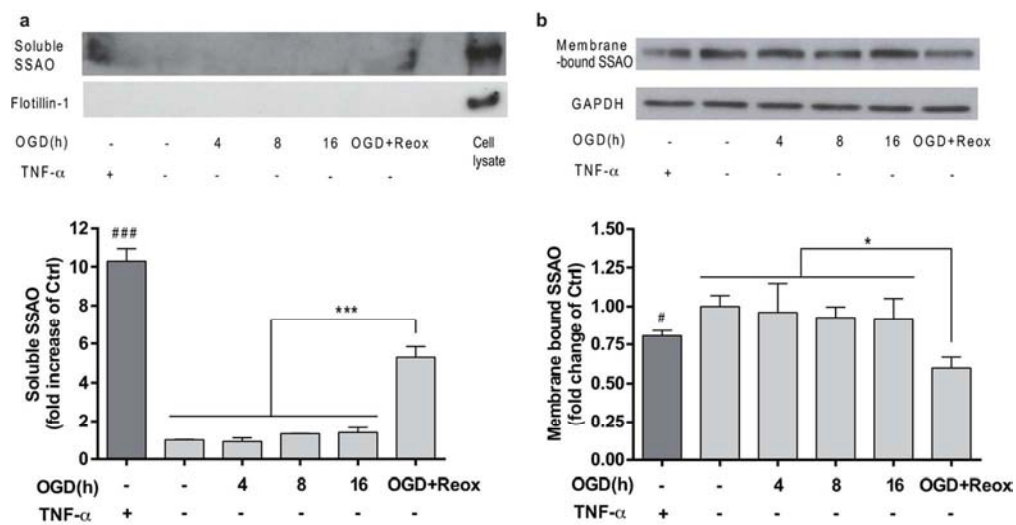 a
Soluble
SSAO
Flotillin-1
OGD(h) - - 4 8 16 OGD+Reox Cell
lysate
TNF-α + - - - - -
12
10
8
6
4
2
0
Soluble SSAO
(fold increase of Ctrl)
###
***
OGD(h) - - 4 8 16 OGD+Reox
TNF-α + - - - - -
b
Membrane
-bound SSAO
GAPDH
OGD(h) - - 4 8 16 OGD+Reox
TNF-α + - - - - -
1.50
1.25
1.00
0.75
0.50
0.25
0.00
Membrane bound SSAO
(fold change of Ctrl)
#
*
OGD(h) - - 4 8 16 OGD+Reox
TNF-α + - - - - -